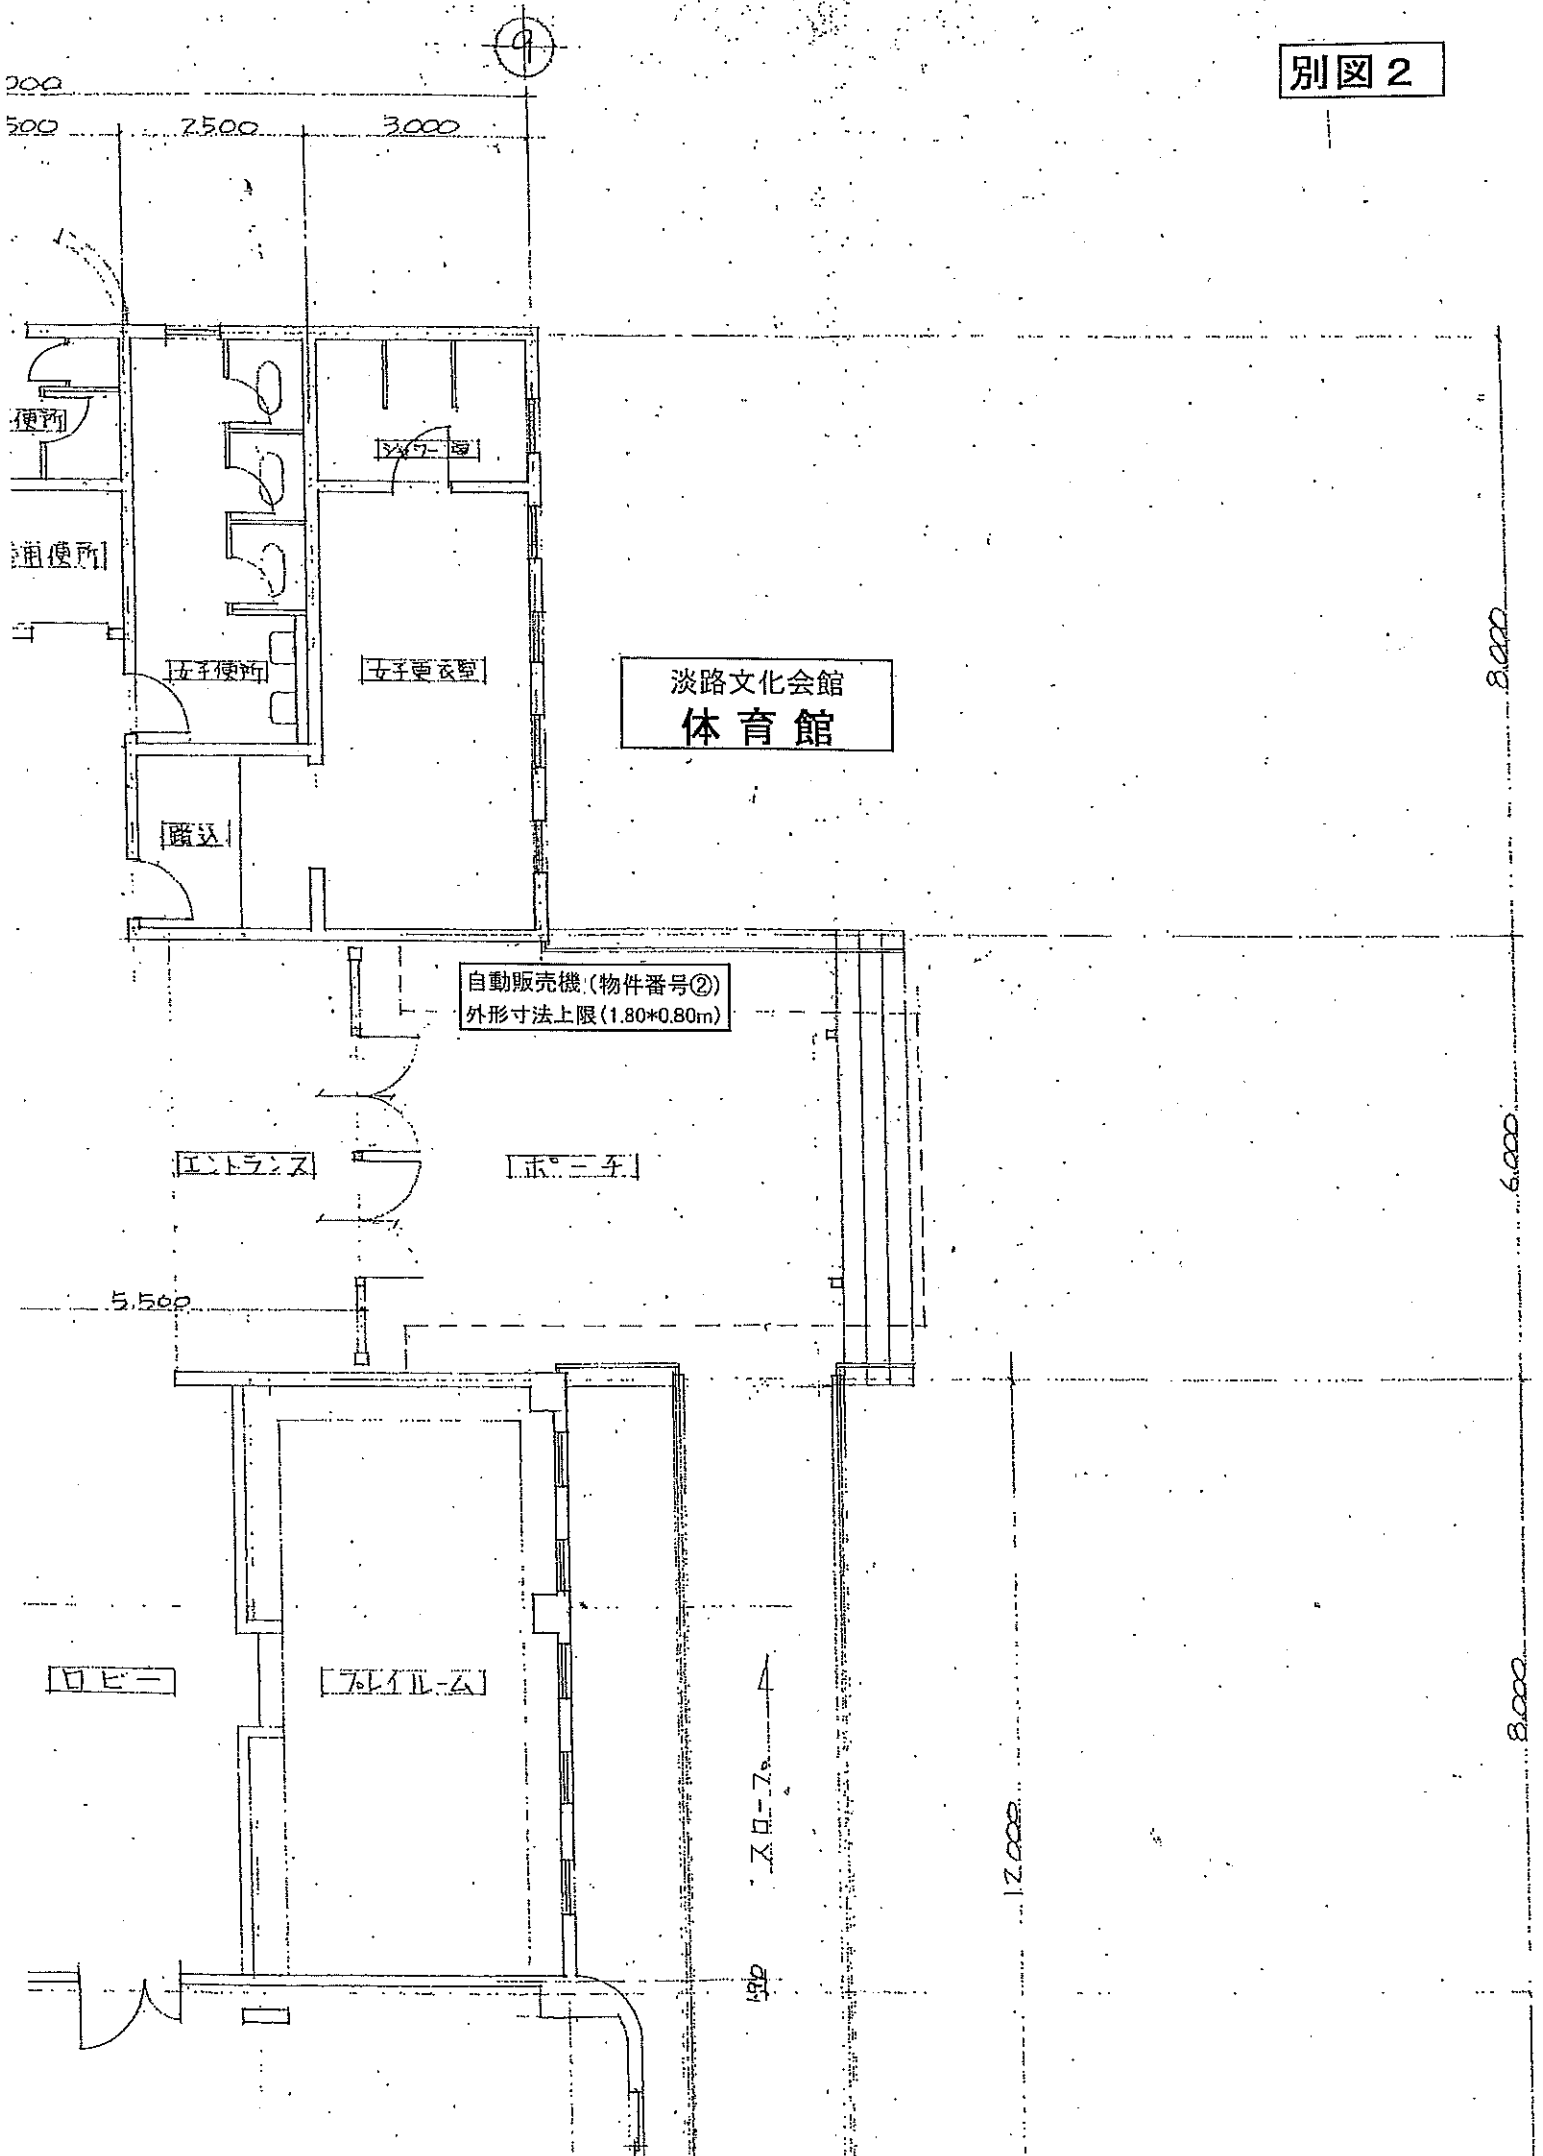 9
別図2
500
2500
3.000
便所
シャワー室
便所
女子便所
女子更衣室
8.000
淡路文化会館
体育館
踏込
自動販売機(物件番号②)
外形寸法上限(1.80*0.80m)
6.000
エントランス
ポーチ
5.500
ロビー
プレイルーム
スロープ
8.000
12.000